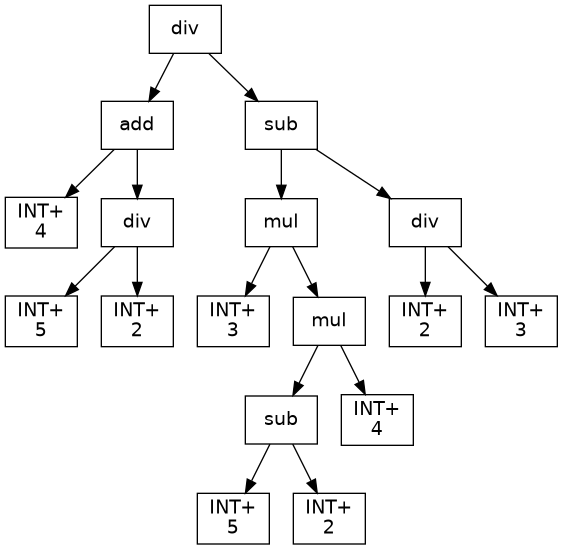 div
add
sub
INT+
4
div
mul
div
INT+
5
INT+
2
INT+
3
mul
INT+
2
INT+
3
sub
INT+
4
INT+
5
INT+
2